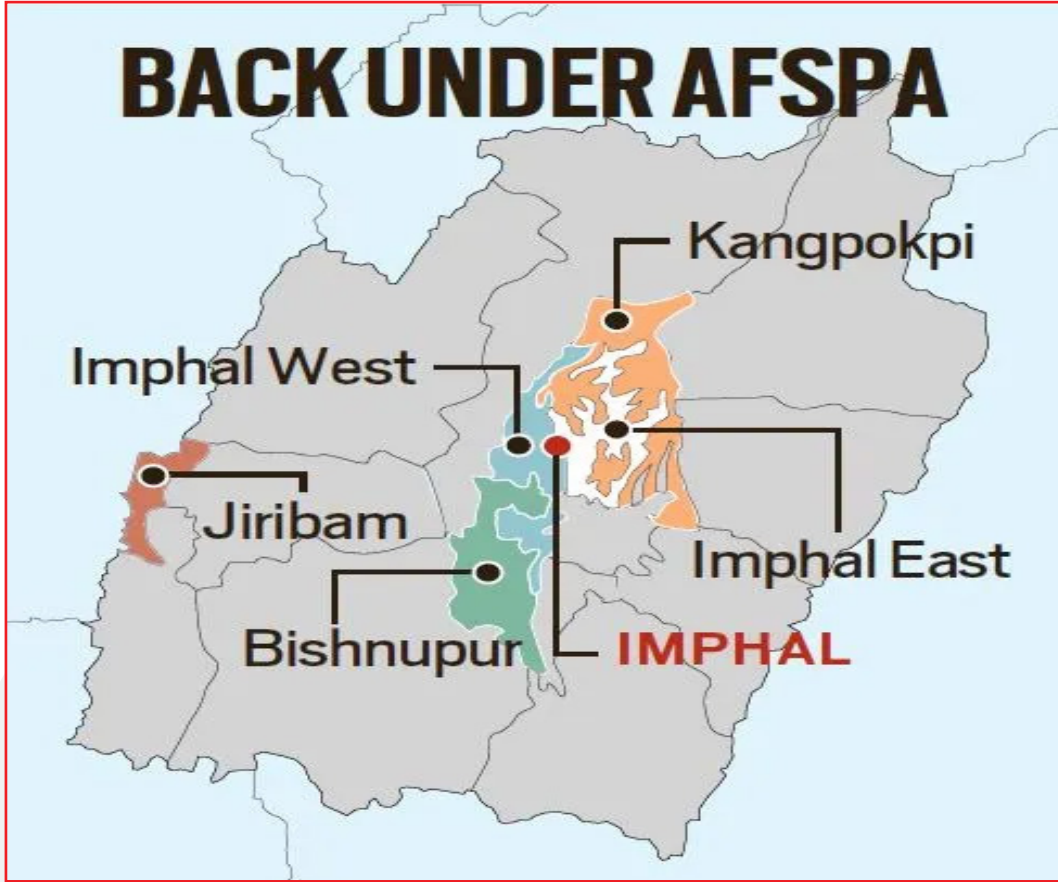 BACK UNDER AFSPA
Kangpokpi
Imphal West
Jiribam
Imphal East
Bishnupur
IMPHAL